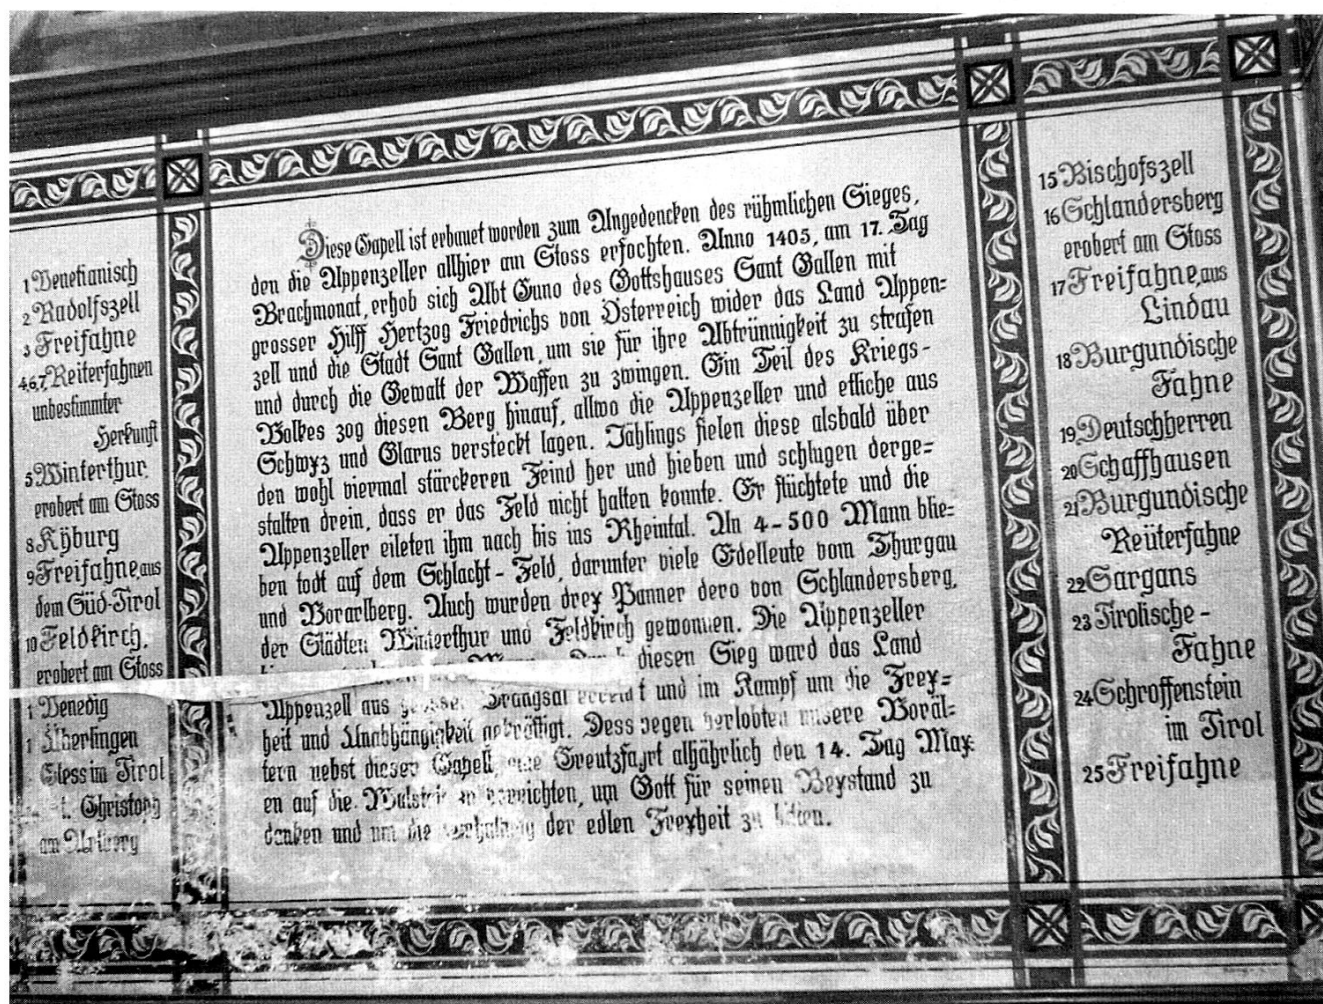 1 Venetianisch
2 Radolfszell
3 Freifahne
4,6,7 Reiterfahnen
unbestimmter
Herkunft
5 Winterthur,
erobert am Stoss
8 Kÿburg
9 Freifahne, aus
dem Süd-Tirol
10 Feldkirch,
erobert am Stoss
Venedig
Überlingen
im Tirol
Christoph
am
Diese Capell ist erbauet worden zum Angedencken des rühmlichen Sieges,
den die Appenzeller allhier am Stoss erfochten. Anno 1405, am 17. Tag
Brachmonat, erhob sich Abt Cuno des Gottshauses Sant Gallen mit
grosser Hilff Hertzog Friedrichs von Österreich wider das Land Appen=
zell und die Stadt Sant Gallen, um sie für ihre Abtrünnigkeit zu strafen
und durch die Gewalt der Waffen zu zwingen. Ein Teil des Kriegs-
Volkes zog diesen Berg hinauf, allwo die Appenzeller und etliche aus
Schwyz und Glarus versteckt lagen. Jählings fielen diese alsbald über
den wohl viermal stärckeren Feind her und hieben und schlugen derge=
stalten drein, dass er das Feld nicht halten konnte. Er flüchtete und die
Appenzeller eileten ihm nach bis ins Rheintal. An 4-500 Mann blie=
ben todt auf dem Schlacht-Feld, darunter viele Edelleute vom Thurgau
und Vorarlberg. Auch wurden drey Panner dero von Schlandersberg,
der Städten Winterthur und Feldkirch gewonnen. Die Appenzeller
diesen Sieg ward das Land
Appenzell aus Drangsal und im Kampf um die Frey=
heit und Unabhängigkeit gekräftigt. Dess verlobten unsere Voräl=
tern nebst dieser Capell, eine Creutzfahrt alljährlich den 14. Tag May=
en auf die zu verrichten, um Gott für seinen Beystand zu
danken und um die der edlen Freyheit zu bitten.
15 Bischofszell
16 Schlandersberg
erobert am Stoss
17 Freifahne, aus
Lindau
18 Burgundische
Fahne
19 Deutschherren
20 Schaffhausen
21 Burgundische
Reüterfahne
22 Sargans
23 Tirolische-
Fahne
24 Schroffenstein
im Tirol
25 Freifahne